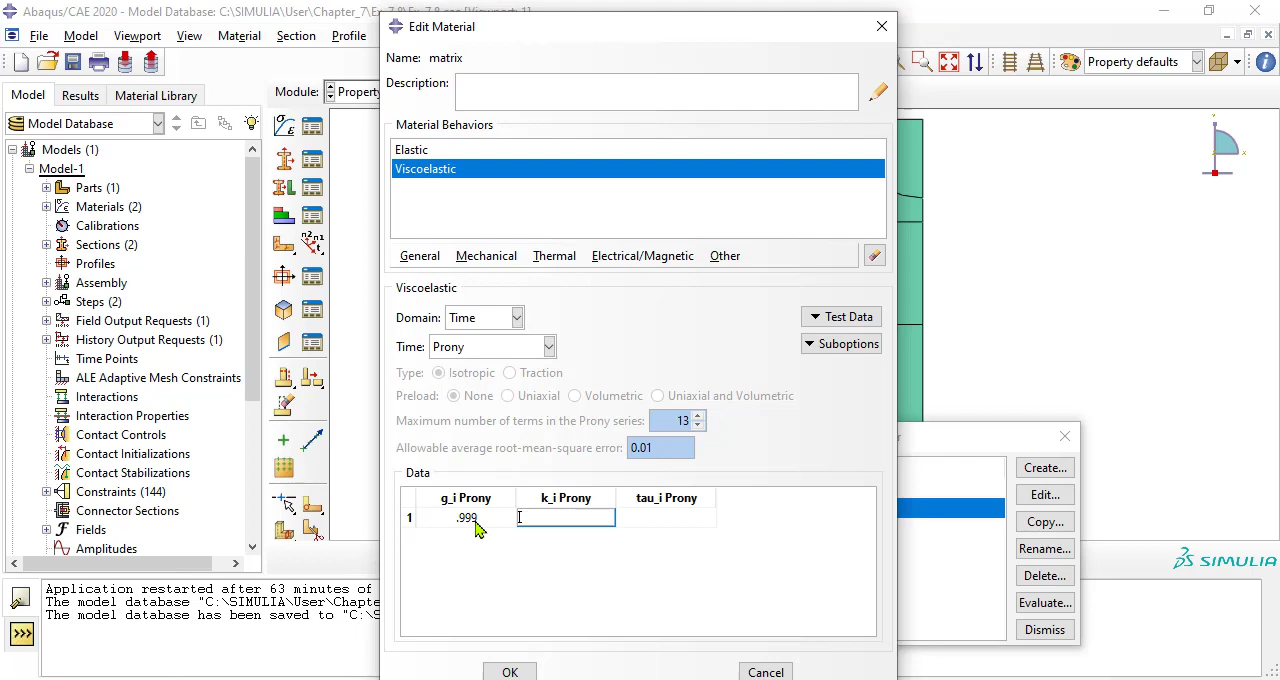 Abaqus/CAE 2020 - Model Database: C:\SIMULIA\User\Chapter_7\Ex_7.8\Ex_7.8.cae [Viewport: 1]
File Model Viewport View Material Section Profile
Property defaults
Model Results Material Library
Module: Property
Model Database
Models (1)
Model-1
Parts (1)
Materials (2)
Calibrations
Sections (2)
Profiles
Assembly
Steps (2)
Field Output Requests (1)
History Output Requests (1)
Time Points
ALE Adaptive Mesh Constraints
Interactions
Interaction Properties
Contact Controls
Contact Initializations
Contact Stabilizations
Constraints (144)
Connector Sections
Fields
Amplitudes
Edit Material
Name: matrix
Description:
Material Behaviors
Elastic
Viscoelastic
General Mechanical Thermal Electrical/Magnetic Other
Viscoelastic
Domain: Time
Test Data
Time: Prony
Suboptions
Type: Isotropic Traction
Preload: None Uniaxial Volumetric Uniaxial and Volumetric
Maximum number of terms in the Prony series: 13
Allowable average root-mean-square error: 0.01
Data
g_i Prony k_i Prony tau_i Prony
1 .999
OK Cancel
Create...
Edit...
Copy...
Rename...
Delete...
Evaluate...
Dismiss
SIMULIA
Application restarted after 63 minutes of
The model database "C:\SIMULIA\User\Chapte
The model database has been saved to "C:\S